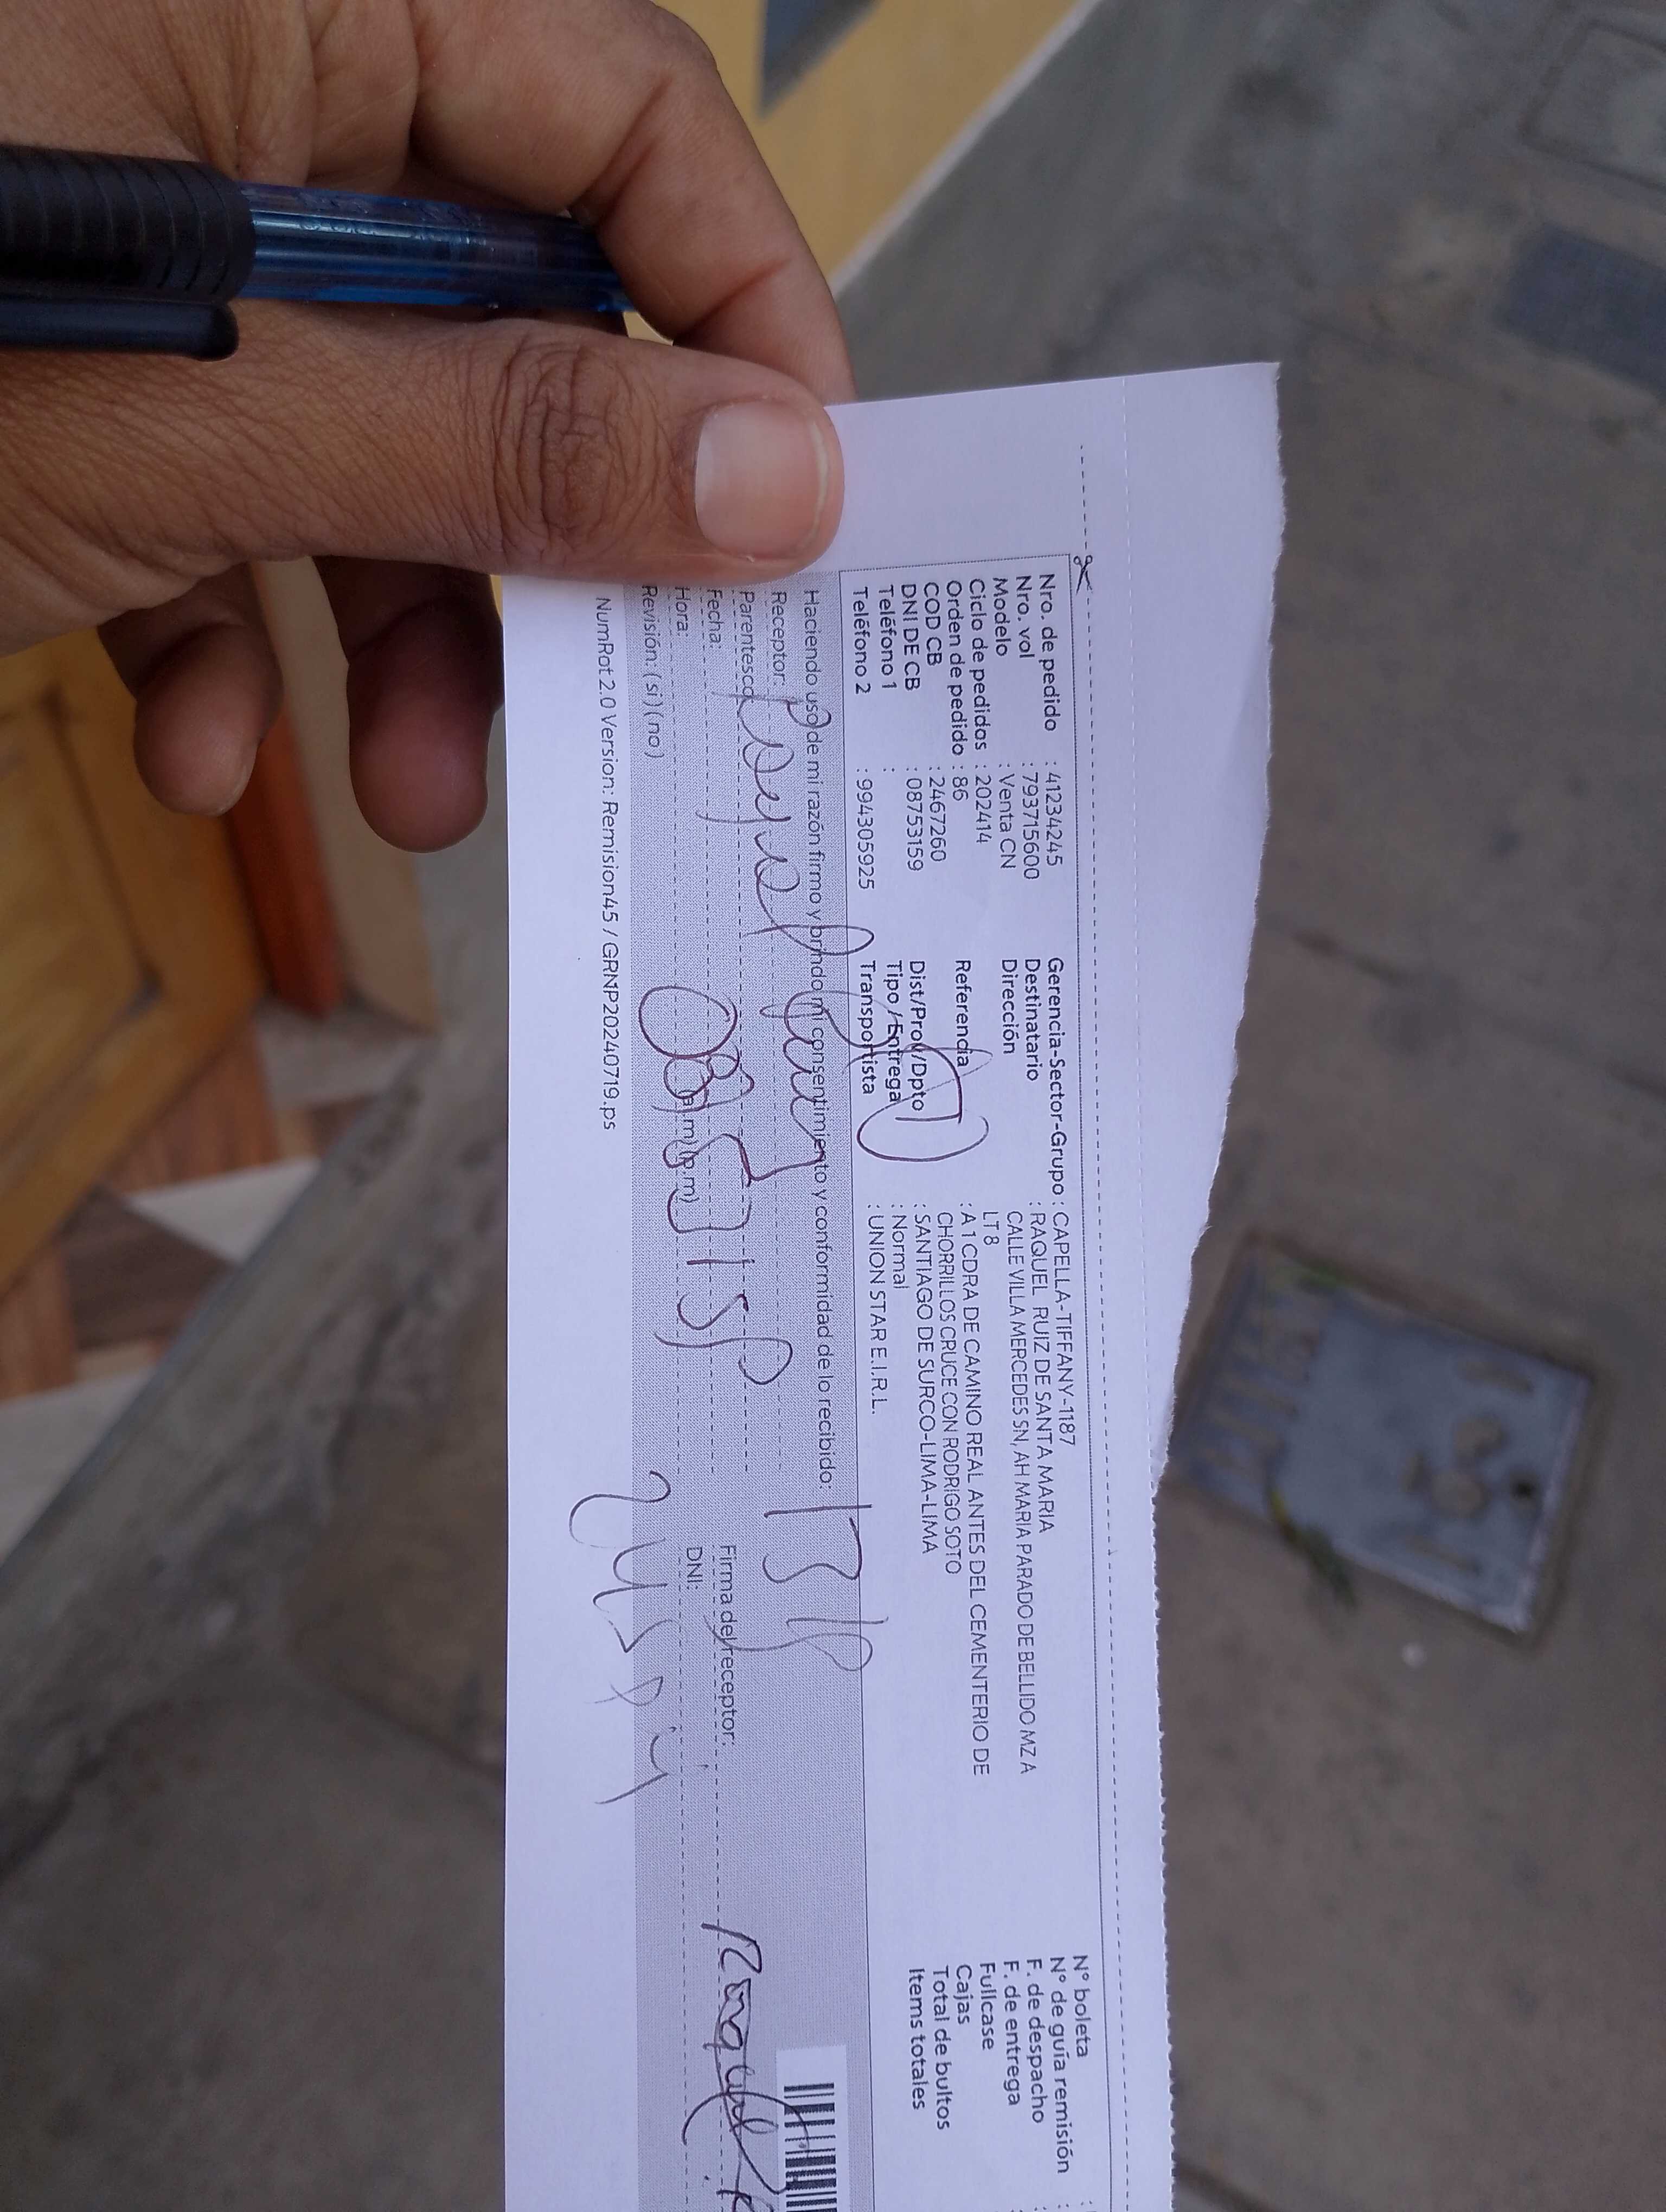 Nro. de pedido : 41234245
Nro. vol : 793715600
Modelo : Venta CN
Ciclo de pedidos : 202414
Orden de pedido : 86
COD CB : 2467260
DNI DE CB : 08753159
Teléfono 1 :
Teléfono 2 : 994305925
Gerencia-Sector-Grupo : CAPELLA-TIFFANY-1187
Destinatario : RAQUEL RUIZ DE SANTA MARIA
Dirección CALLE VILLA MERCEDES SN, AH MARIA PARADO DE BELLIDO MZ A
LT 8
Referencia : A 1 CDRA DE CAMINO REAL ANTES DEL CEMENTERIO DE
CHORRILLOS CRUCE CON RODRIGO SOTO
Dist/Prov/Dpto : SANTIAGO DE SURCO-LIMA-LIMA
Tipo / Entrega : Normal
Transportista : UNION STAR E.I.R.L.
N° boleta :
N° de guía remisión :
F. de despacho :
F. de entrega :
Fullcase
Cajas
Total de bultos
Items totales
Haciendo uso de mi razón firmo y brindo mi consentimiento y conformidad de lo recibido:
Receptor:
Parentesco
Fecha:
Hora: (a.m) (p.m)
Revisión: (si) (no)
Firma del receptor:
DNI:
Raquel
NumRot 2.0 Version: Remision45 / GRNP20240719.ps